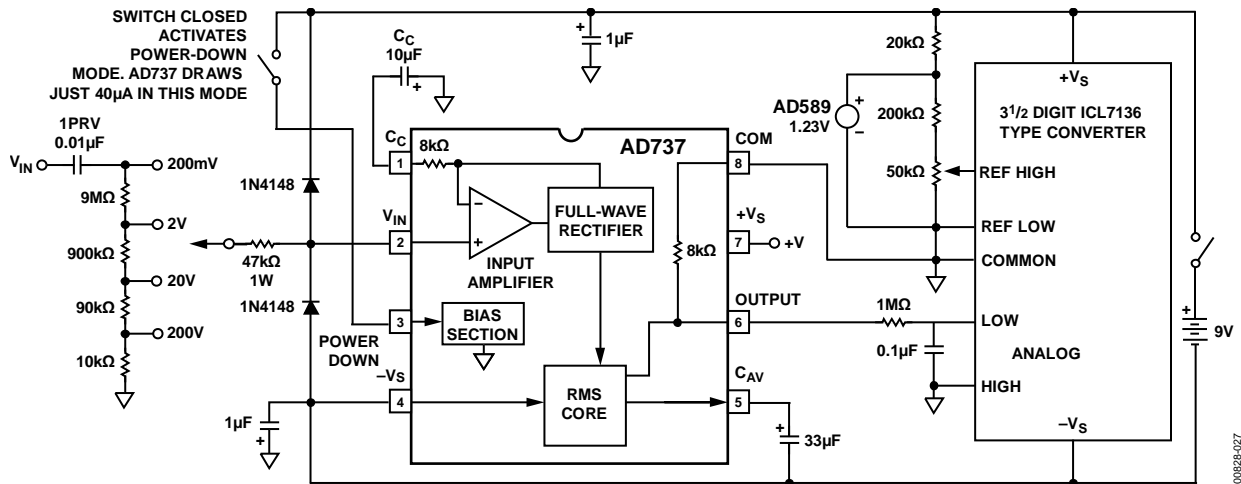 SWITCH CLOSED
ACTIVATES
POWER-DOWN
MODE. AD737 DRAWS
JUST 40µA IN THIS MODE
CC
10µF
+
+
1µF
20kΩ
+VS
AD589
1.23V
+
–
200kΩ
3 1/2 DIGIT ICL7136
TYPE CONVERTER
1PRV
0.01µF
VIN
200mV
9MΩ
2V
900kΩ
20V
90kΩ
200V
10kΩ
1N4148
47kΩ
1W
1N4148
CC
8kΩ
AD737
COM
1
8
50kΩ
REF HIGH
VIN
–
+
2
INPUT
AMPLIFIER
FULL-WAVE
RECTIFIER
8kΩ
+VS
7
+V
REF LOW
COMMON
3
POWER
DOWN
BIAS
SECTION
OUTPUT
6
1MΩ
LOW
0.1µF
ANALOG
HIGH
+
9V
–VS
4
RMS
CORE
CAV
5
1µF
+
+
33µF
–VS
00828-027